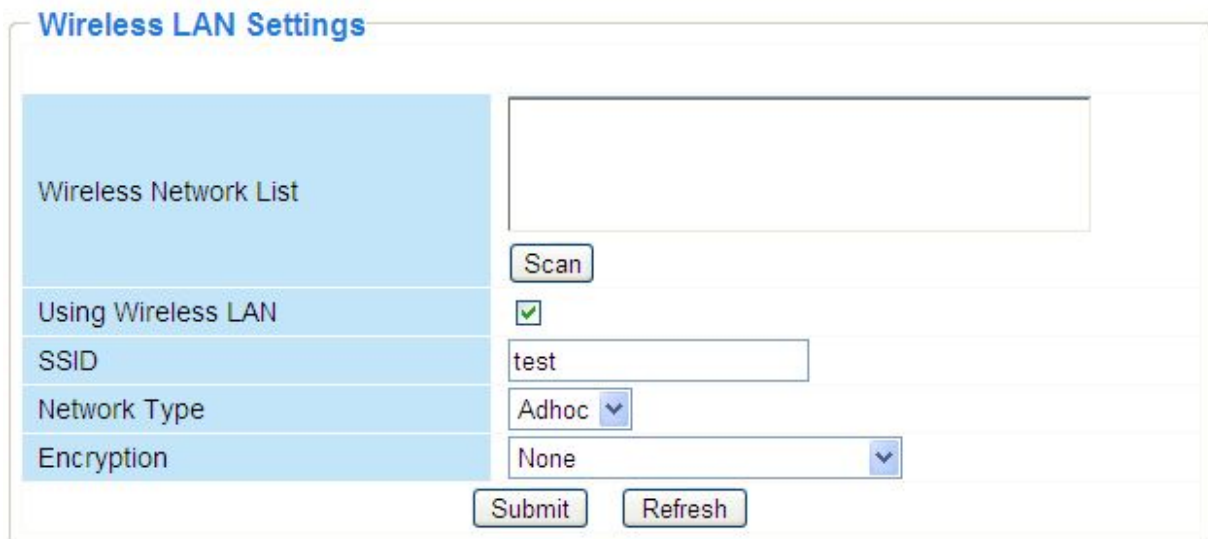 Wireless LAN Settings
Wireless Network List
Scan
Using Wireless LAN
SSID
test
Network Type
Adhoc
Encryption
None
Submit Refresh